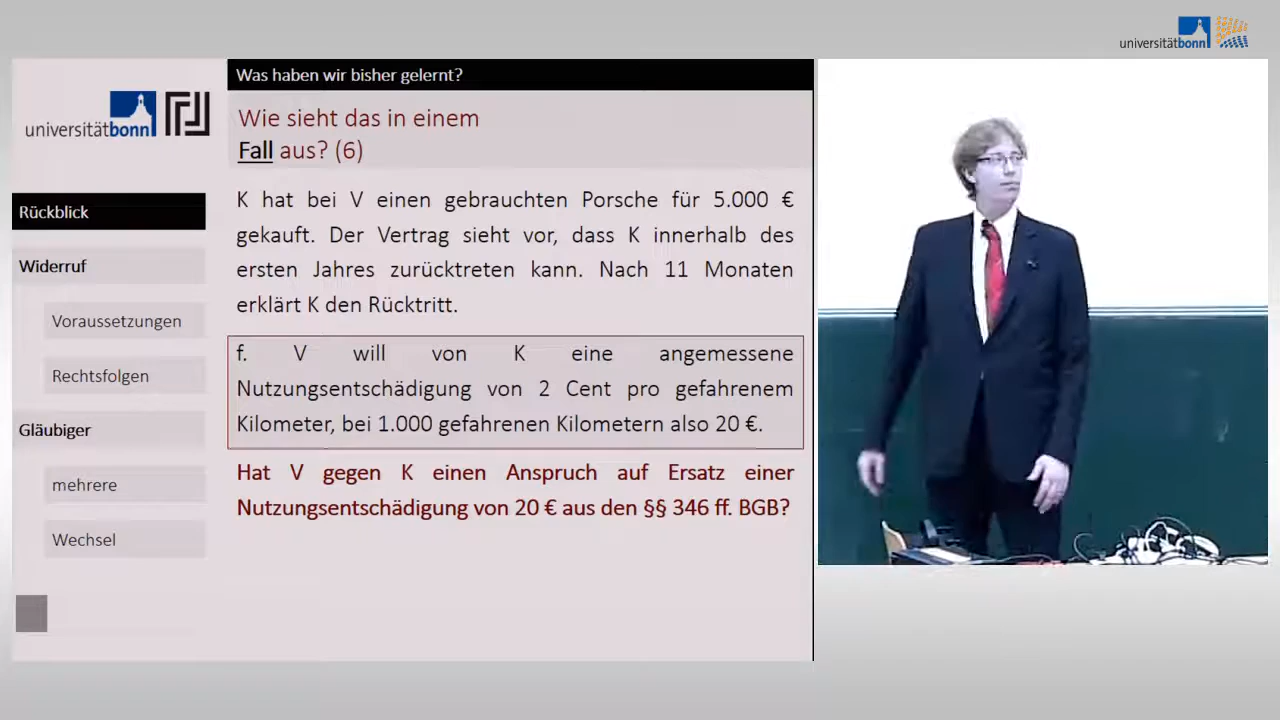 universitätbonn
Was haben wir bisher gelernt?
universitätbonn
Wie sieht das in einem
Fall aus? (6)
Rückblick
Widerruf
Voraussetzungen
Rechtsfolgen
Gläubiger
mehrere
Wechsel
K hat bei V einen gebrauchten Porsche für 5.000 €
gekauft. Der Vertrag sieht vor, dass K innerhalb des
ersten Jahres zurücktreten kann. Nach 11 Monaten
erklärt K den Rücktritt.
f. V will von K eine angemessene
Nutzungsentschädigung von 2 Cent pro gefahrenem
Kilometer, bei 1.000 gefahrenen Kilometern also 20 €.
Hat V gegen K einen Anspruch auf Ersatz einer
Nutzungsentschädigung von 20 € aus den §§ 346 ff. BGB?